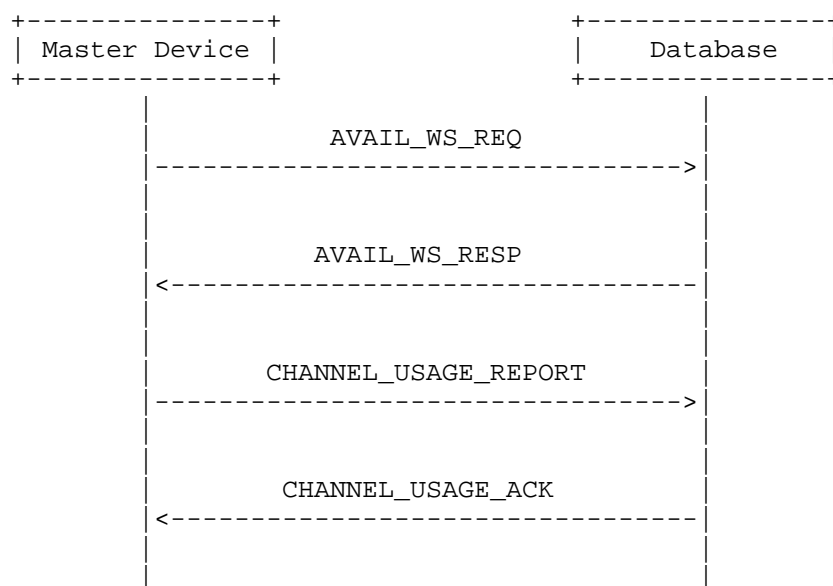 Master Device Database
AVAIL_WS_REQ
AVAIL_WS_RESP
CHANNEL_USAGE_REPORT
CHANNEL_USAGE_ACK